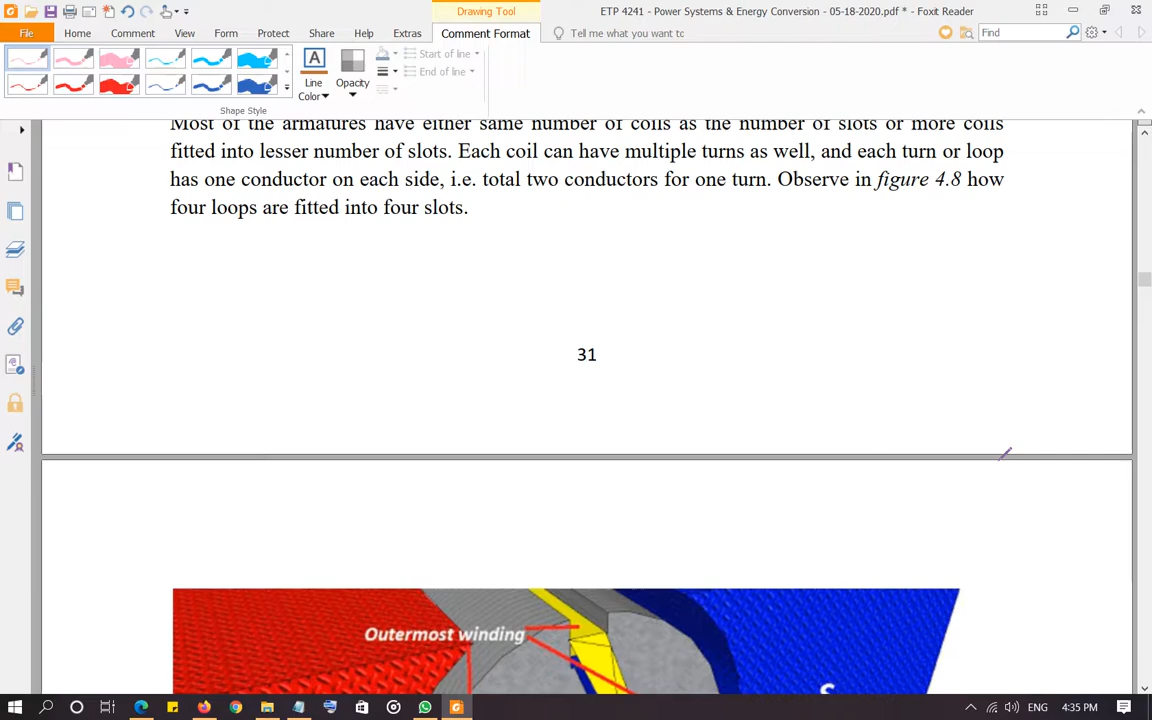 Drawing Tool
ETP 4241 - Power Systems & Energy Conversion - 05-18-2020.pdf * - Foxit Reader
File Home Comment View Form Protect Share Help Extras Comment Format Tell me what you want to Find
Line Color
Opacity
Start of line
End of line
Shape Style
Most of the armatures have either same number of coils as the number of slots or more coils
fitted into lesser number of slots. Each coil can have multiple turns as well, and each turn or loop
has one conductor on each side, i.e. total two conductors for one turn. Observe in figure 4.8 how
four loops are fitted into four slots.
31
Outermost winding
S
ENG 4:35 PM